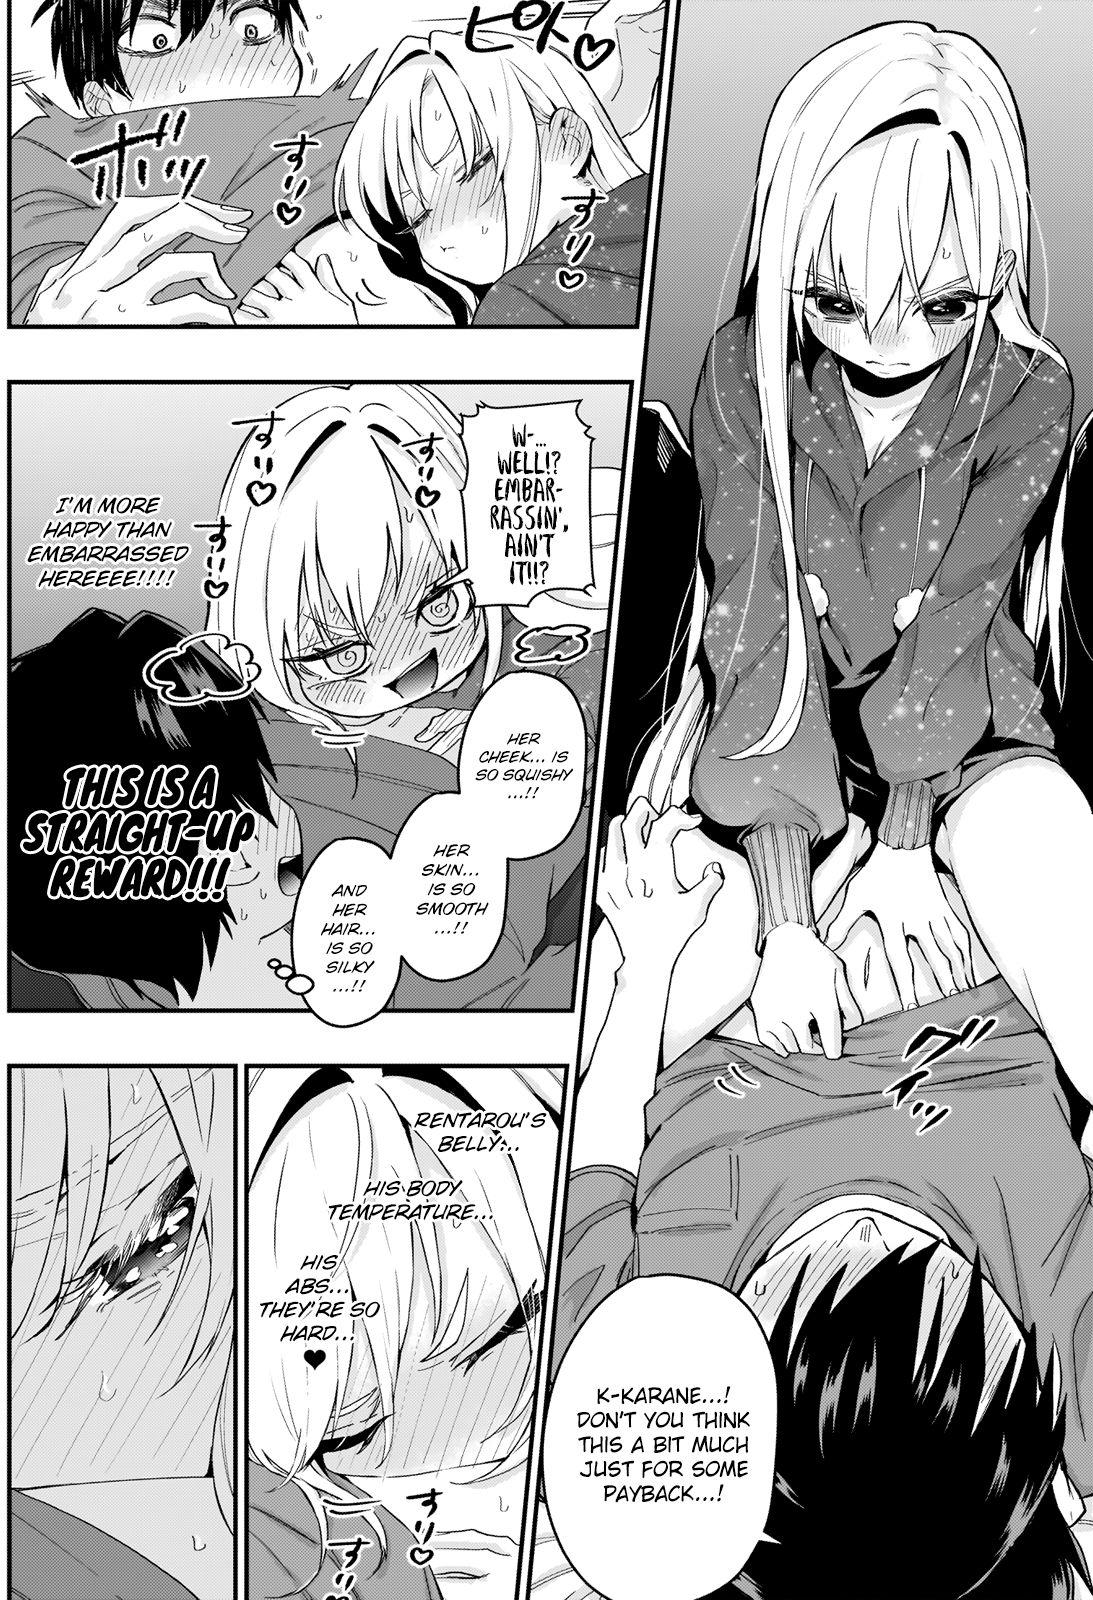 K-KARANE...!
DON'T YOU THINK
THIS A BIT MUCH
JUST FOR SOME
PAYBACK...!
グイッ
ピトッ♡
ボッ
すり♡
すり♡
W-...
WELL!?
EMBAR-
RASSIN',
AIN'T
IT!!?
すり♡
すり♡
すり♡
I'M MORE
HAPPY THAN
EMBARRASSED
HEREEEE!!!!
HER
CHEEK... IS
SO SQUISHY
...!!
HER
SKIN...
IS SO
SMOOTH
...!!
AND
HER
HAIR...
IS SO
SILKY
...!!
THIS IS A
STRAIGHT-UP
REWARD!!!
RENTAROU'S
BELLY...
HIS BODY
TEMPERATURE...
HIS
ABS...
THEY'RE SO
HARD...
♥
すり♡
すり♡